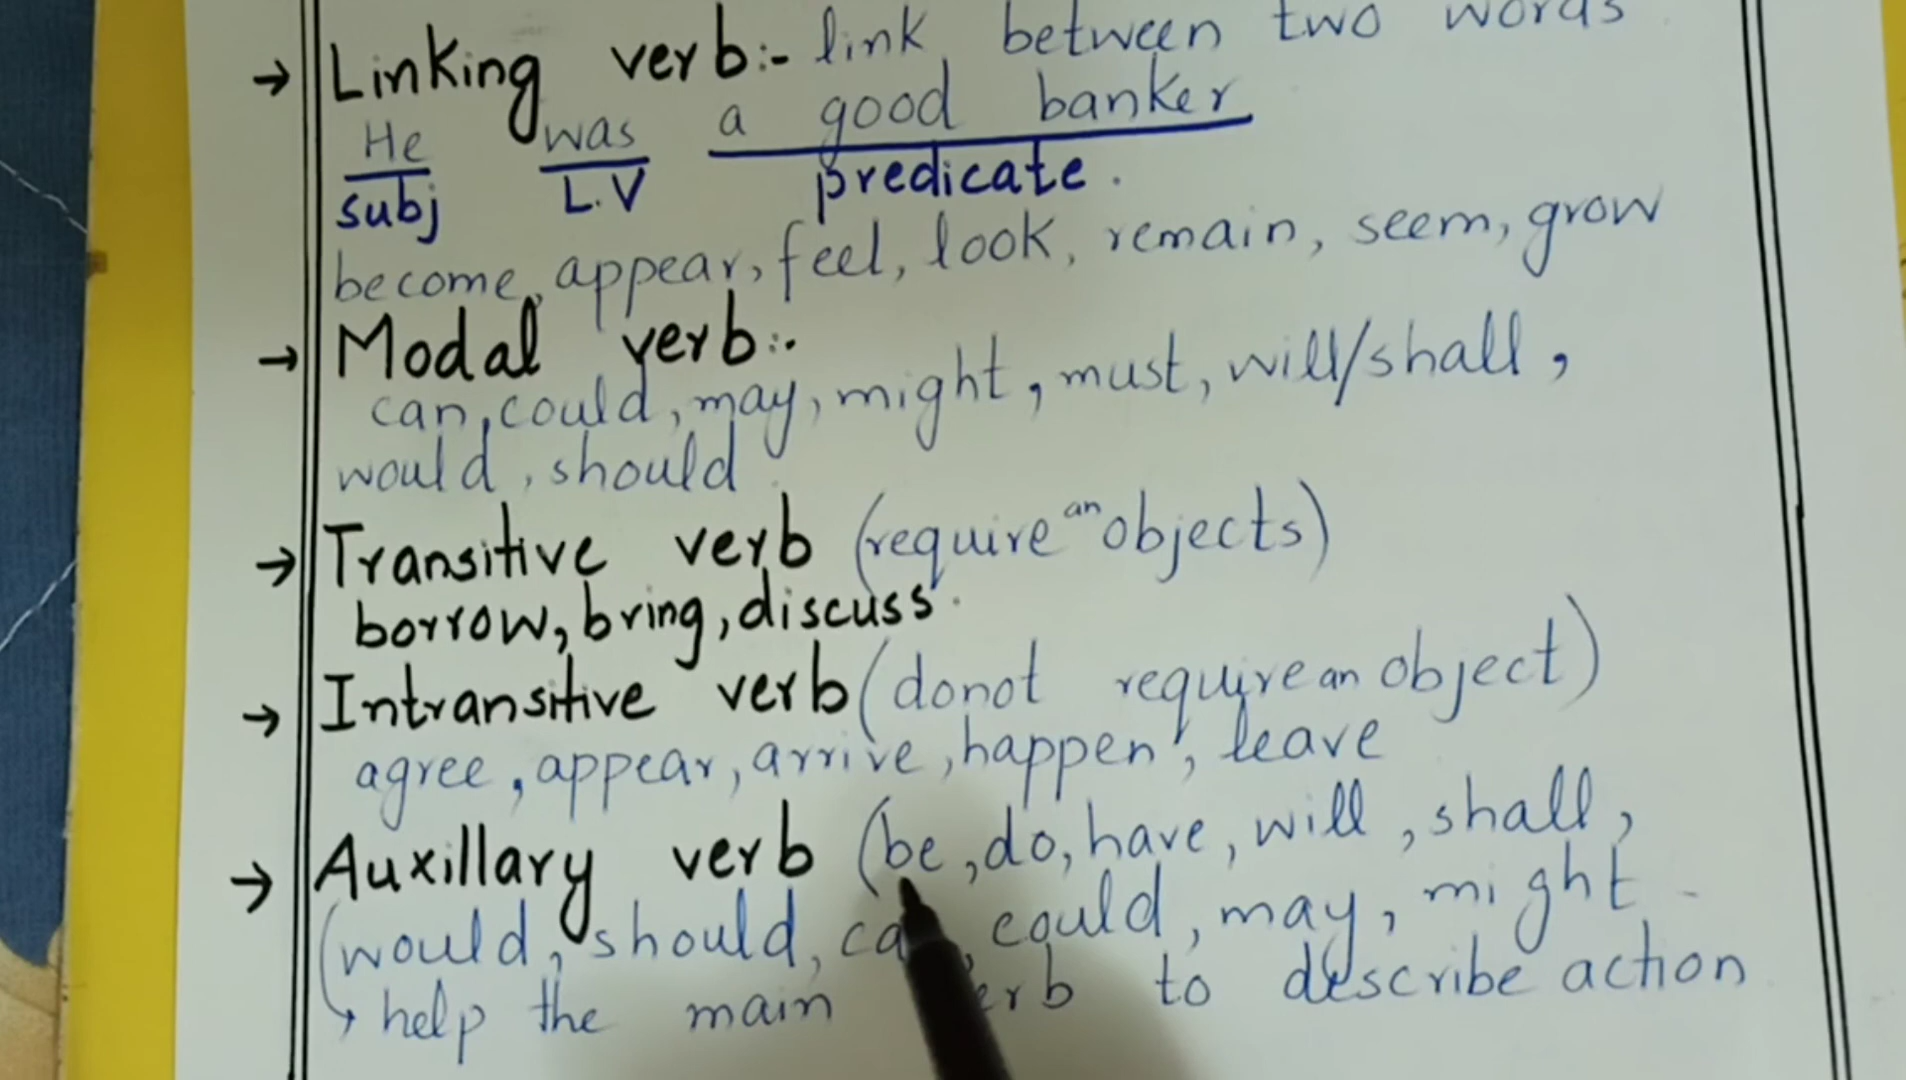 → Linking verb:- link between two words
He was a good banker
subj L.V predicate.
become, appear, feel, look, remain, seem, grow
→ Modal verb:-
can, could, may, might, must, will/shall,
would, should
→ Transitive verb (require an objects)
borrow, bring, discuss.
→ Intransitive verb (donot require an object)
agree, appear, arrive, happen, leave
→ Auxillary verb (be, do, have, will, shall,
(would, should, could, may, might
help the main to describe action